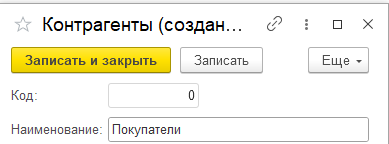 Контрагенты (создан...
Записать и закрыть Записать Еще
Код: 0
Наименование: Покупатели